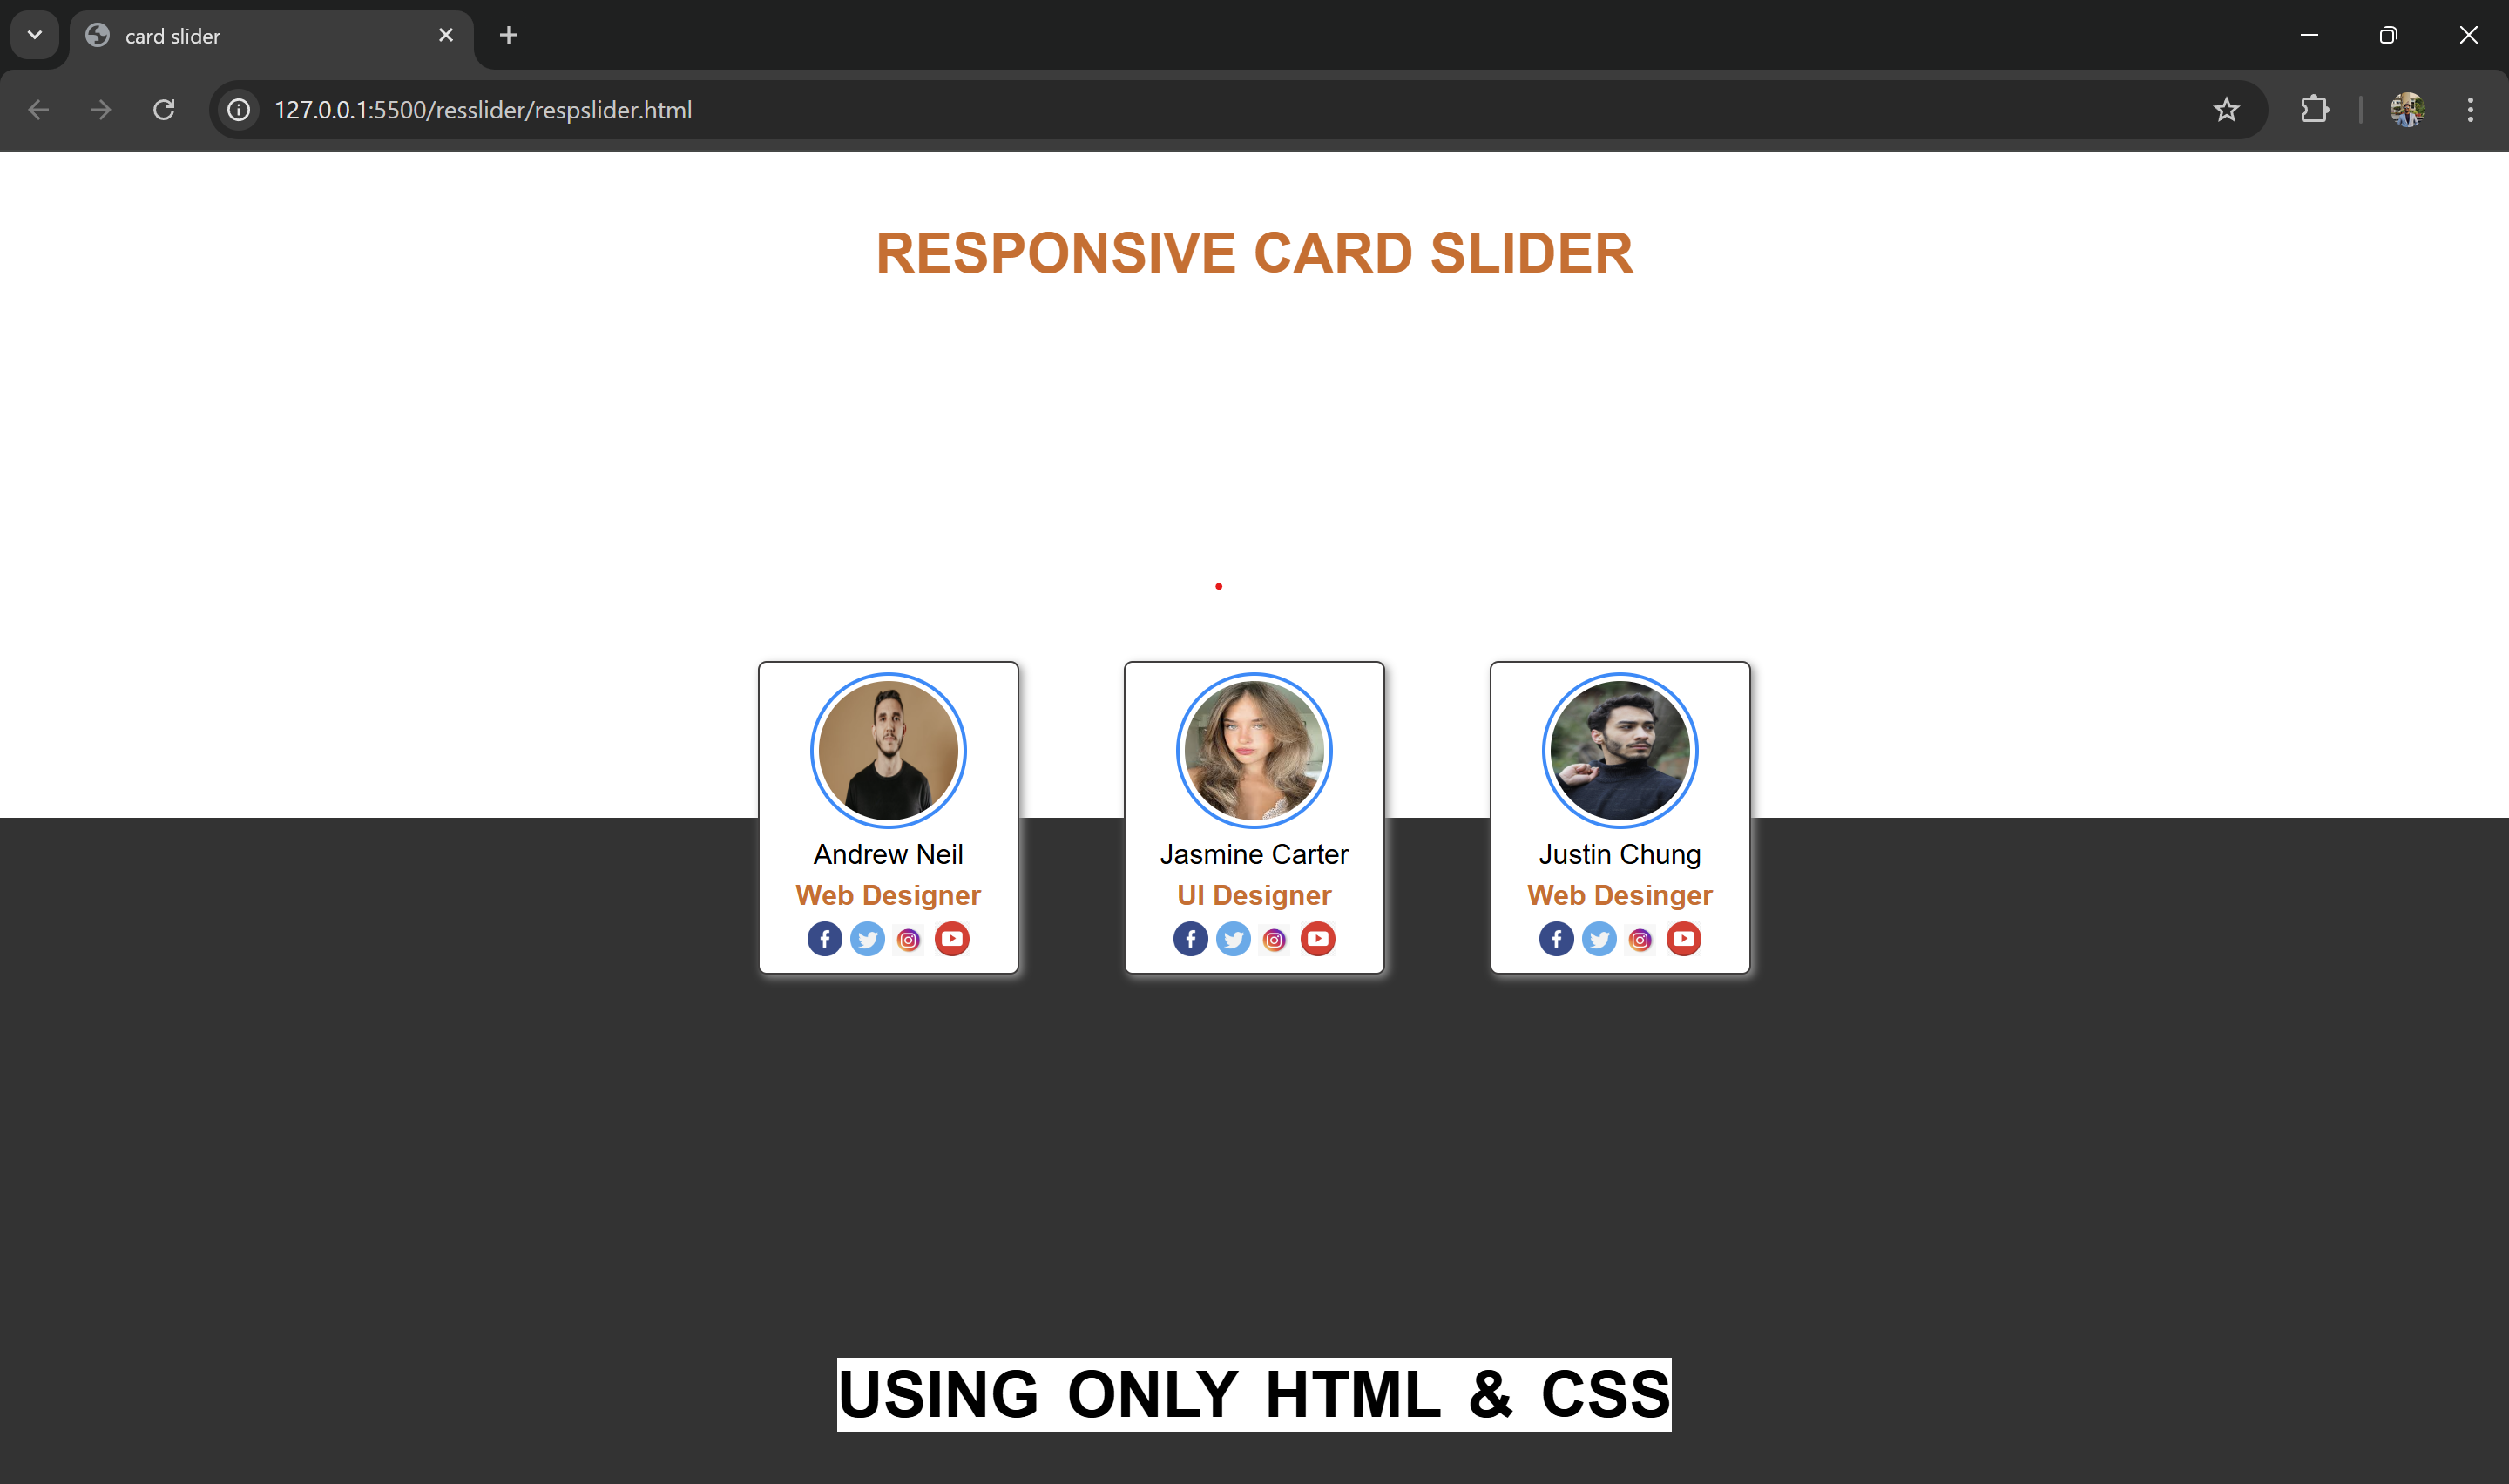 card slider
127.0.0.1:5500/resslider/respslider.html
RESPONSIVE CARD SLIDER
Andrew Neil
Web Designer
Jasmine Carter
UI Designer
Justin Chung
Web Desinger
USING ONLY HTML & CSS